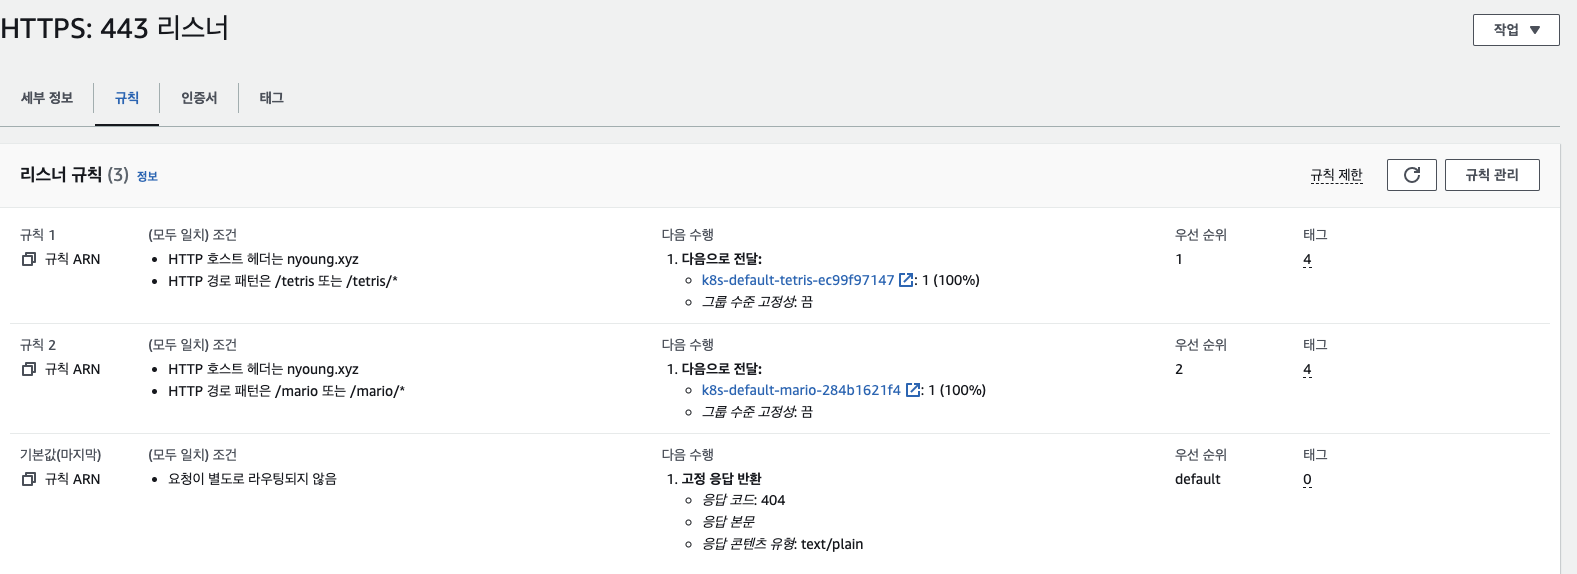 HTTPS: 443 리스너
작업
세부 정보
규칙
인증서
태그
리스너 규칙 (3) 정보
규칙 제한
규칙 관리
규칙 1
규칙 ARN
(모두 일치) 조건
HTTP 호스트 헤더는 nyoung.xyz
HTTP 경로 패턴은 /tetris 또는 /tetris/*
다음 수행
1. 다음으로 전달:
k8s-default-tetris-ec99f97147 : 1 (100%)
그룹 수준 고정성: 끔
우선 순위
1
태그
4
규칙 2
규칙 ARN
(모두 일치) 조건
HTTP 호스트 헤더는 nyoung.xyz
HTTP 경로 패턴은 /mario 또는 /mario/*
다음 수행
1. 다음으로 전달:
k8s-default-mario-284b1621f4 : 1 (100%)
그룹 수준 고정성: 끔
우선 순위
2
태그
4
기본값(마지막)
규칙 ARN
(모두 일치) 조건
요청이 별도로 라우팅되지 않음
다음 수행
1. 고정 응답 반환
응답 코드: 404
응답 본문
응답 콘텐츠 유형: text/plain
우선 순위
default
태그
0